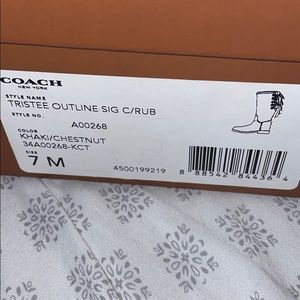 COACH
NEW YORK
STYLE NAME
TRISTEE OUTLINE SIG C/RUB
STYLE NO.
A00268
COLOR
KHAKI/CHESTNUT
34A00268-KCT
SIZE
7 M
4500199219
8 88542 84436 4